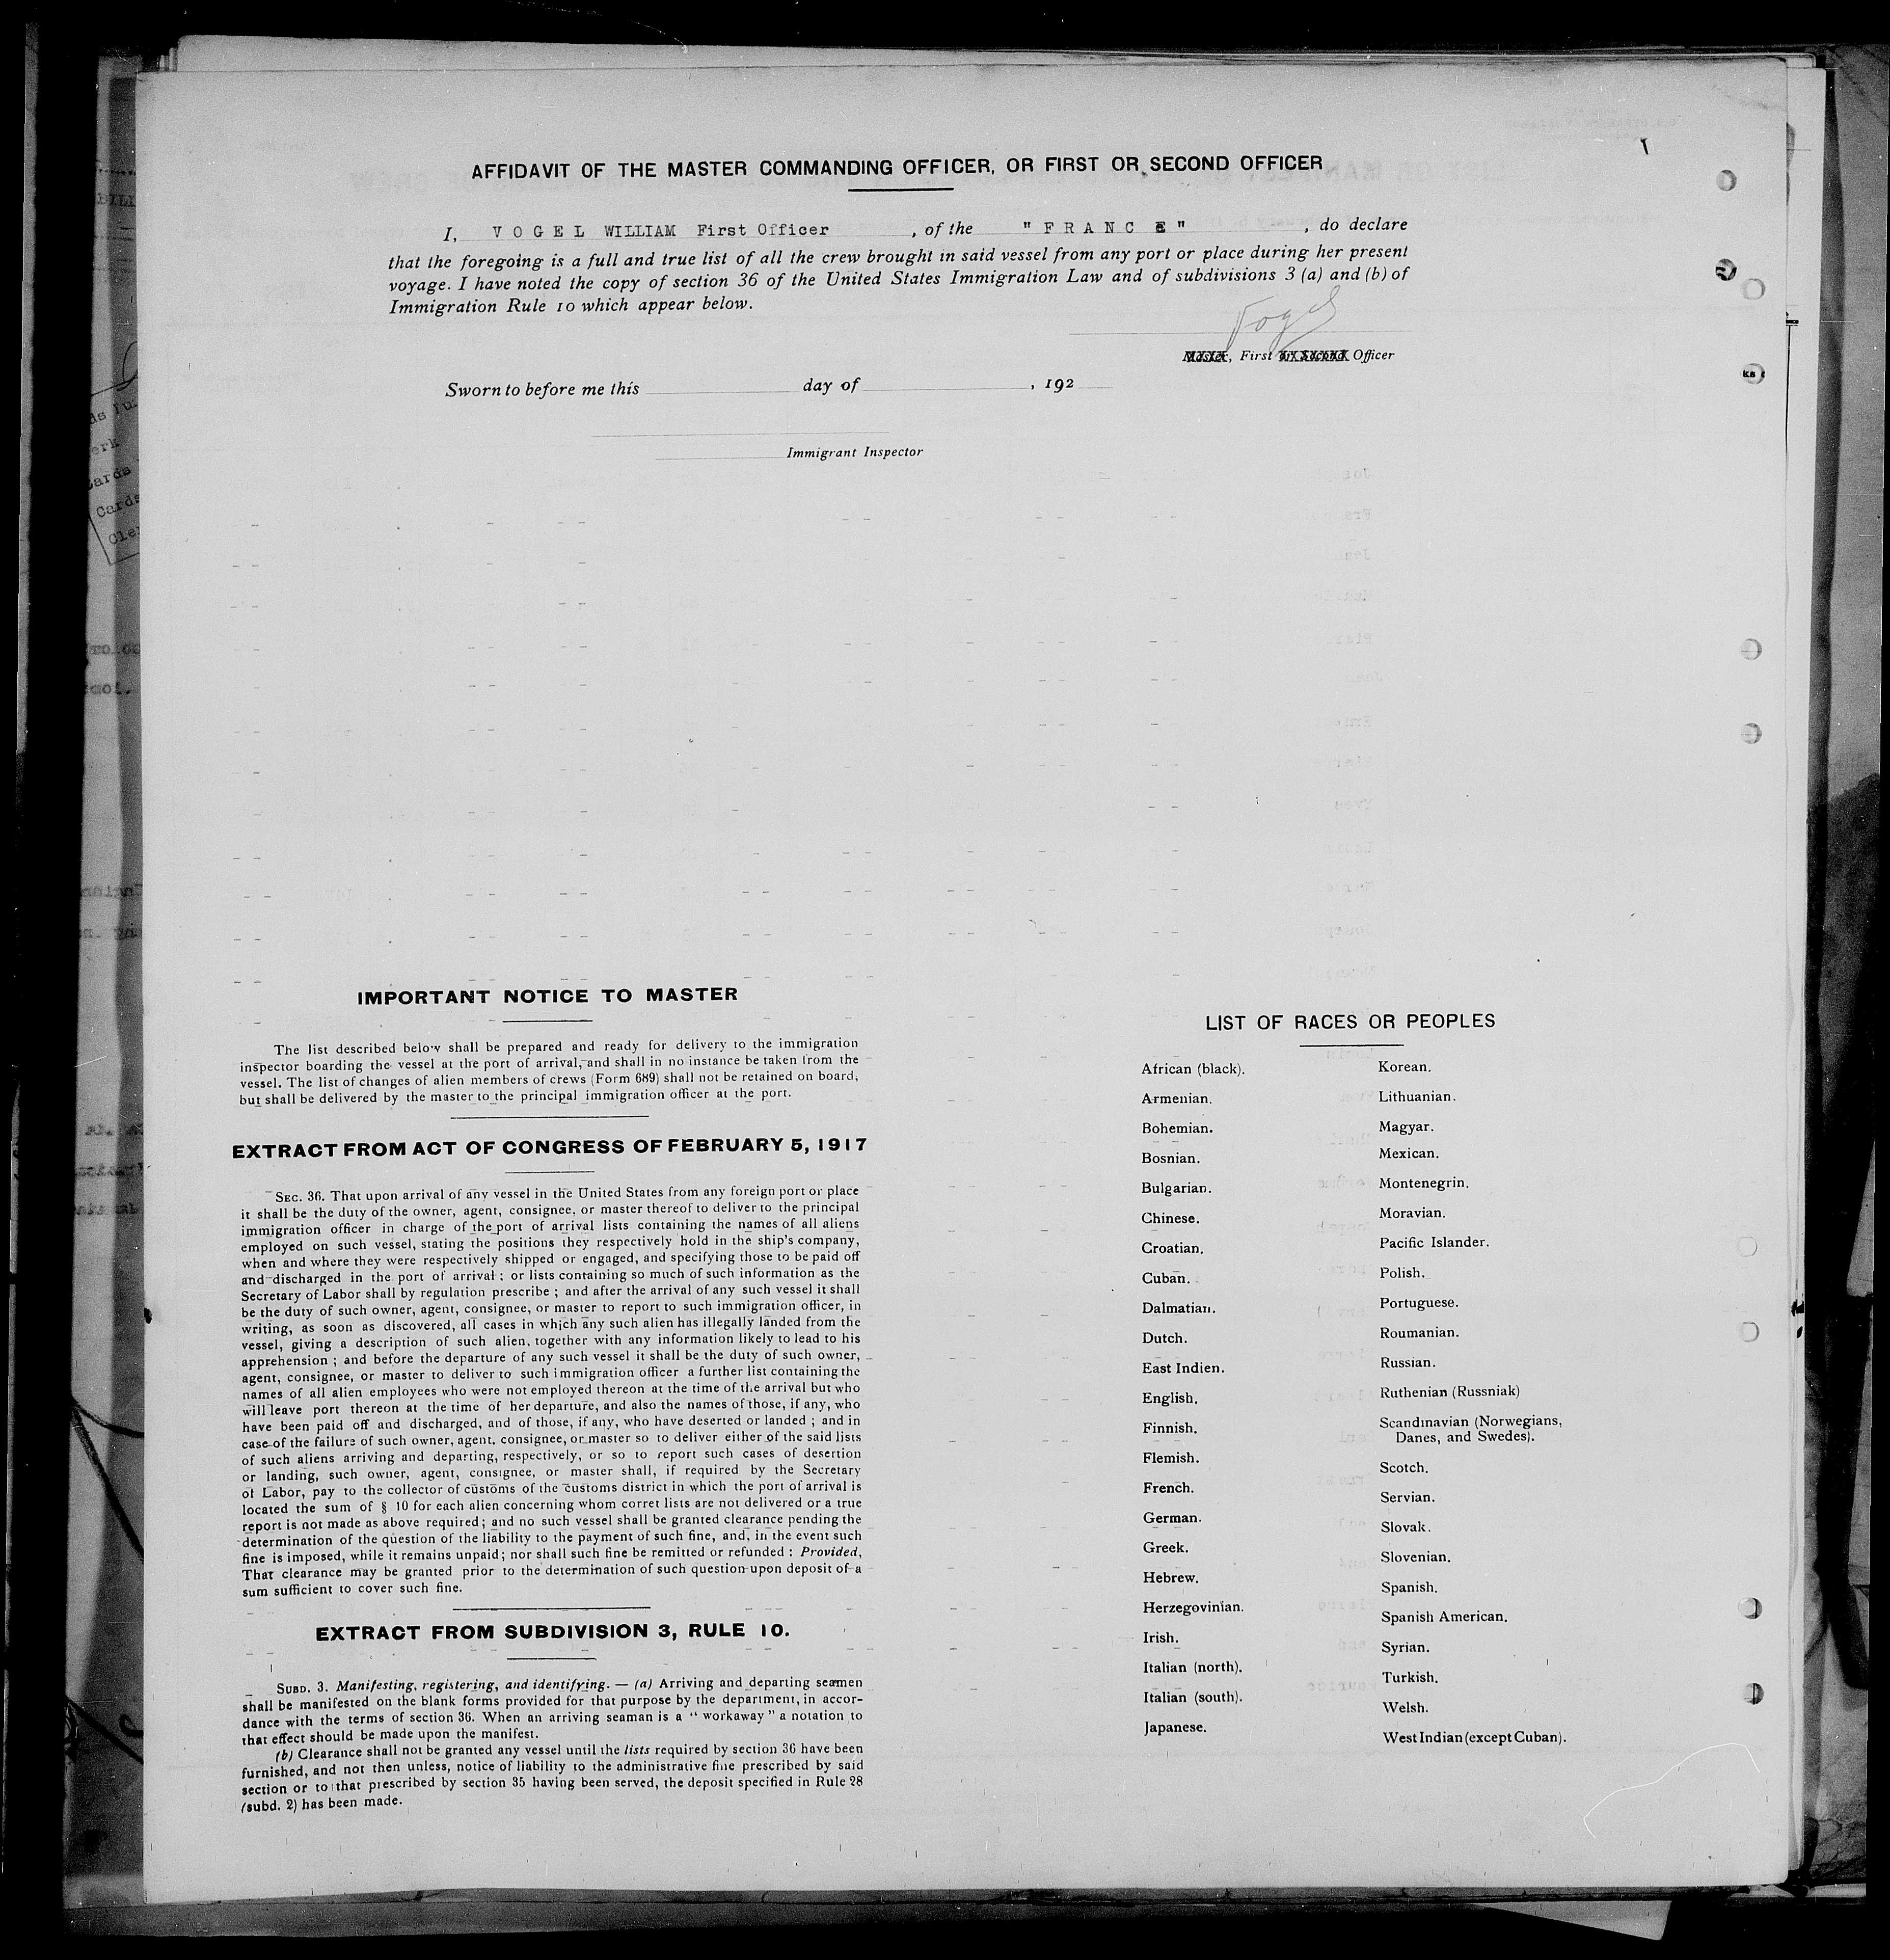 AFFIDAVIT OF THE MASTER COMMANDING OFFICER, OR FIRST OR SECOND OFFICER
I, VOGEL WILLIAM First Officer , of the "FRANCE" , do declare
that the foregoing is a full and true list of all the crew brought in said vessel from any port or place during her present
voyage. I have noted the copy of section 36 of the United States Immigration Law and of subdivisions 3 (a) and (b) of
Immigration Rule 10 which appear below.
Vogel
Master, First or Second Officer
Sworn to before me this day of , 192
Immigrant Inspector
IMPORTANT NOTICE TO MASTER
The list described below shall be prepared and ready for delivery to the immigration
inspector boarding the vessel at the port of arrival, and shall in no instance be taken from the
vessel. The list of changes of alien members of crews (Form 689) shall not be retained on board,
but shall be delivered by the master to the principal immigration officer at the port.
EXTRACT FROM ACT OF CONGRESS OF FEBRUARY 5, 1917
SEC. 36. That upon arrival of any vessel in the United States from any foreign port or place
it shall be the duty of the owner, agent, consignee, or master thereof to deliver to the principal
immigration officer in charge of the port of arrival lists containing the names of all aliens
employed on such vessel, stating the positions they respectively hold in the ship's company,
when and where they were respectively shipped or engaged, and specifying those to be paid off
and discharged in the port of arrival ; or lists containing so much of such information as the
Secretary of Labor shall by regulation prescribe ; and after the arrival of any such vessel it shall
be the duty of such owner, agent, consignee, or master to report to such immigration officer, in
writing, as soon as discovered, all cases in which any such alien has illegally landed from the
vessel, giving a description of such alien, together with any information likely to lead to his
apprehension ; and before the departure of any such vessel it shall be the duty of such owner,
agent, consignee, or master to deliver to such immigration officer a further list containing the
names of all alien employees who were not employed thereon at the time of the arrival but who
will leave port thereon at the time of her departure, and also the names of those, if any, who
have been paid off and discharged, and of those, if any, who have deserted or landed ; and in
case of the failure of such owner, agent, consignee, or master so to deliver either of the said lists
of such aliens arriving and departing, respectively, or so to report such cases of desertion
or landing, such owner, agent, consignee, or master shall, if required by the Secretary
of Labor, pay to the collector of customs of the customs district in which the port of arrival is
located the sum of § 10 for each alien concerning whom corret lists are not delivered or a true
report is not made as above required ; and no such vessel shall be granted clearance pending the
determination of the question of the liability to the payment of such fine, and, in the event such
fine is imposed, while it remains unpaid ; nor shall such fine be remitted or refunded : Provided,
That clearance may be granted prior to the determination of such question upon deposit of a
sum sufficient to cover such fine.
EXTRACT FROM SUBDIVISION 3, RULE 10.
SUBD. 3. Manifesting, registering, and identifying. — (a) Arriving and departing seamen
shall be manifested on the blank forms provided for that purpose by the department, in accor-
dance with the terms of section 36. When an arriving seaman is a "workaway" a notation to
that effect should be made upon the manifest.
(b) Clearance shall not be granted any vessel until the lists required by section 36 have been
furnished, and not then unless, notice of liability to the administrative fine prescribed by said
section or to that prescribed by section 35 having been served, the deposit specified in Rule 28
(subd. 2) has been made.
LIST OF RACES OR PEOPLES
African (black).
Armenian.
Bohemian.
Bosnian.
Bulgarian.
Chinese.
Croatian.
Cuban.
Dalmatian.
Dutch.
East Indien.
English.
Finnish.
Flemish.
French.
German.
Greek.
Hebrew.
Herzegovinian.
Irish.
Italian (north).
Italian (south).
Japanese.
Korean.
Lithuanian.
Magyar.
Mexican.
Montenegrin.
Moravian.
Pacific Islander.
Polish.
Portuguese.
Roumanian.
Russian.
Ruthenian (Russniak)
Scandinavian (Norwegians,
Danes, and Swedes).
Scotch.
Servian.
Slovak.
Slovenian.
Spanish.
Spanish American.
Syrian.
Turkish.
Welsh.
West Indian (except Cuban).